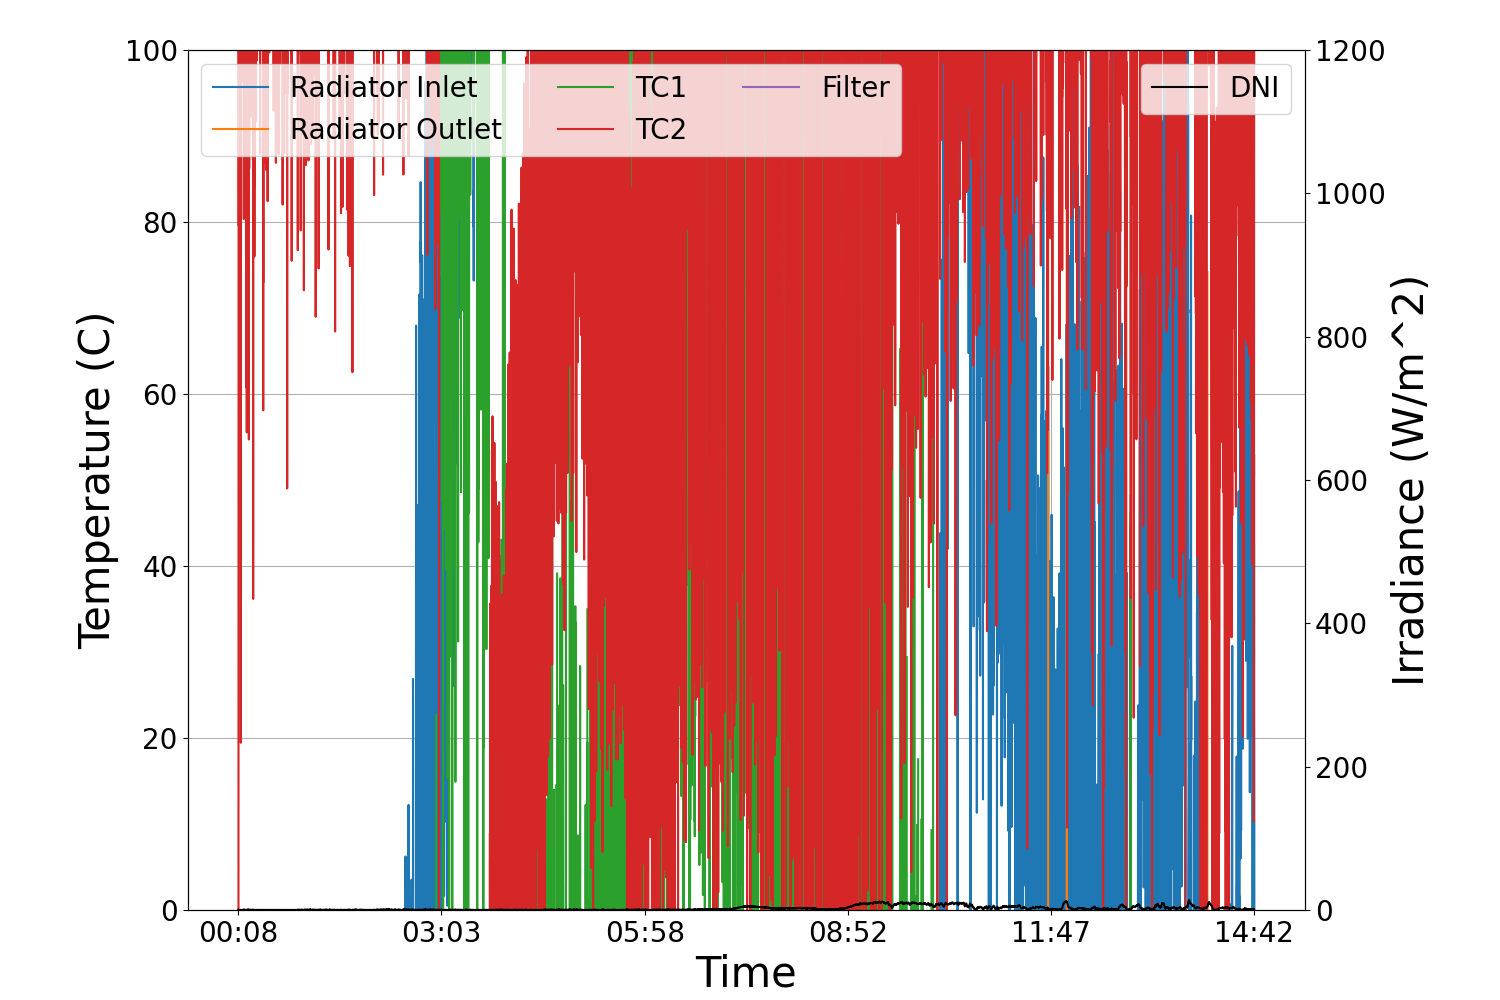 100
80
60
40
20
0
Temperature (C)
Radiator Inlet
Radiator Outlet
TC1
TC2
Filter
DNI
1200
1000
800
600
400
200
0
Irradiance (W/m^2)
00:08
03:03
05:58
08:52
11:47
14:42
Time